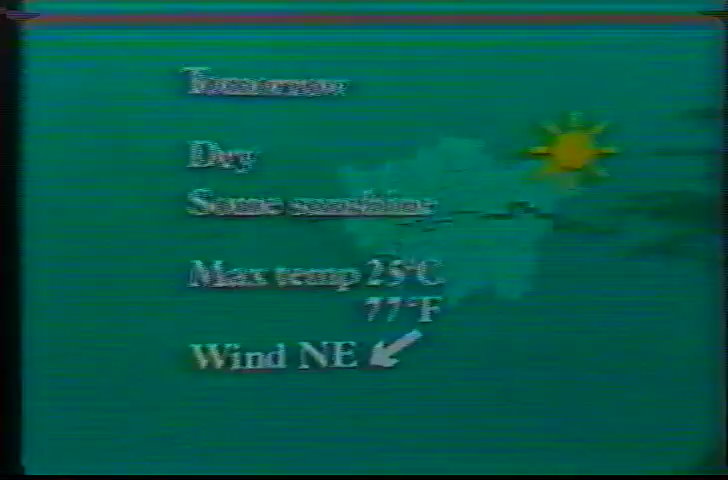 Tomorrow
Dry
Some sunshine
Max temp 25°C
77°F
Wind NE